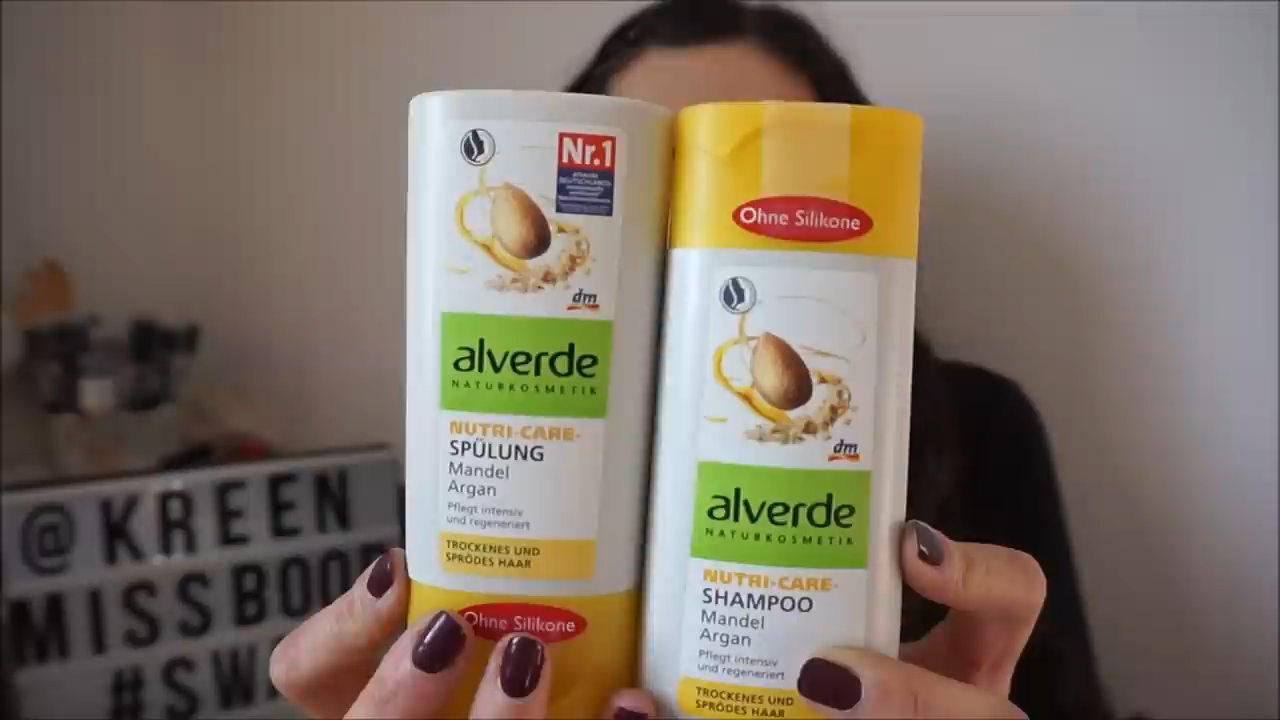 Nr.1
dm
alverde
NATURKOSMETIK
NUTRI-CARE-
SPÜLUNG
Mandel
Argan
Pflegt intensiv
und regeneriert
TROCKENES UND
SPRÖDES HAAR
Ohne Silikone
Ohne Silikone
dm
alverde
NATURKOSMETIK
NUTRI-CARE-
SHAMPOO
Mandel
Argan
Pflegt intensiv
und regeneriert
TROCKENES UND
SPRÖDES HAAR
@KREEN
MISSBOO
#SWA